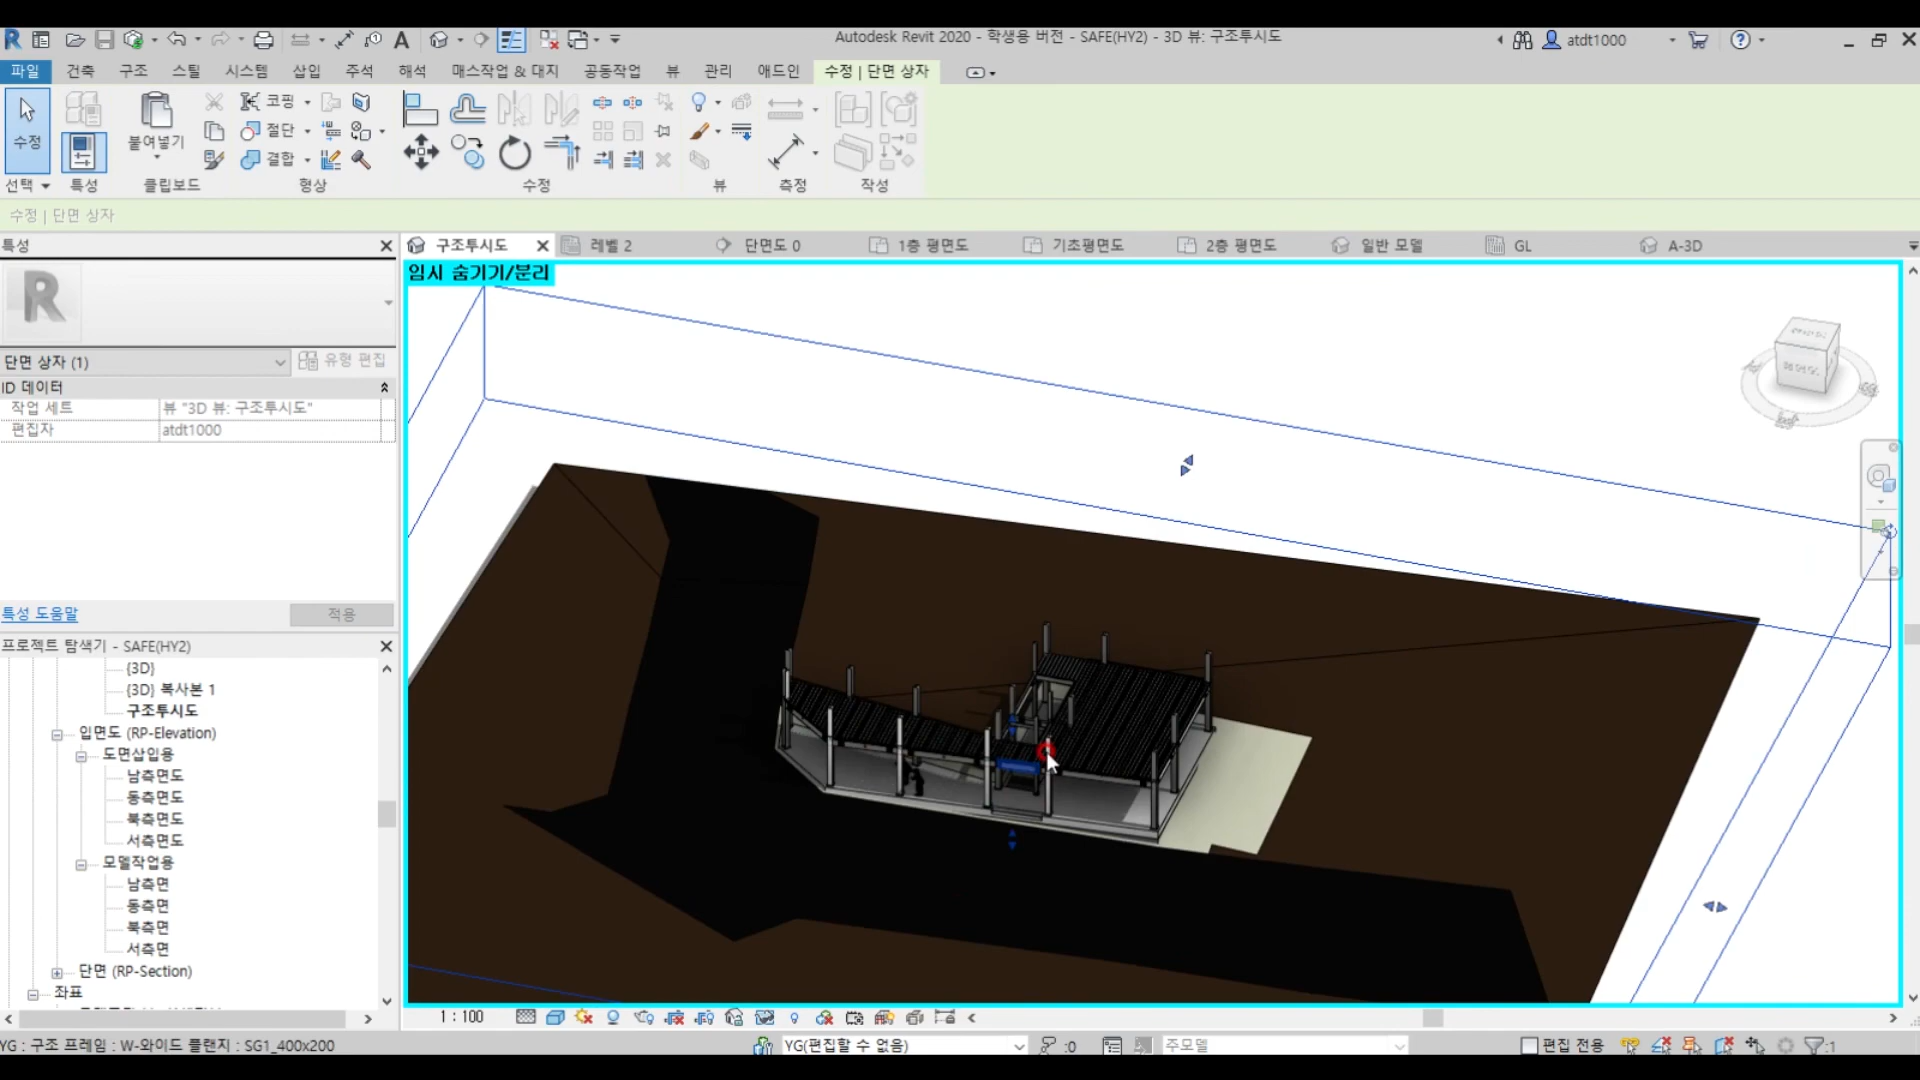 Autodesk Revit 2020 - 학생용 버전 - SAFE(HY2) - 3D 뷰: 구조투시도
atdt1000
파일 건축 구조 스틸 시스템 삽입 주석 해석 매스작업 & 대지 공동작업 뷰 관리 애드인 수정 | 단면 상자
수정 붙여넣기 코핑
절단
결합
선택 특성 클립보드 형상 수정 뷰 측정 작성
수정 | 단면 상자
특성
구조투시도 레벨 2 단면도 0 1층 평면도 기초평면도 2층 평면도 일반 모델 GL A-3D
임시 숨기기/분리
단면 상자 (1) 유형 편집
ID 데이터
작업 세트 뷰 "3D 뷰: 구조투시도"
편집자 atdt1000
특성 도움말 적용
프로젝트 탐색기 - SAFE(HY2)
{3D}
{3D} 복사본 1
구조투시도
입면도 (RP-Elevation)
도면삽입용
남측면도
동측면도
북측면도
서측면도
모델작업용
남측면
동측면
북측면
서측면
단면 (RP-Section)
좌표
1 : 100
YG : 구조 프레임 : W-와이드 플랜지 : SG1_400x200
YG(편집할 수 없음) :0 주모델 편집 전용 :1